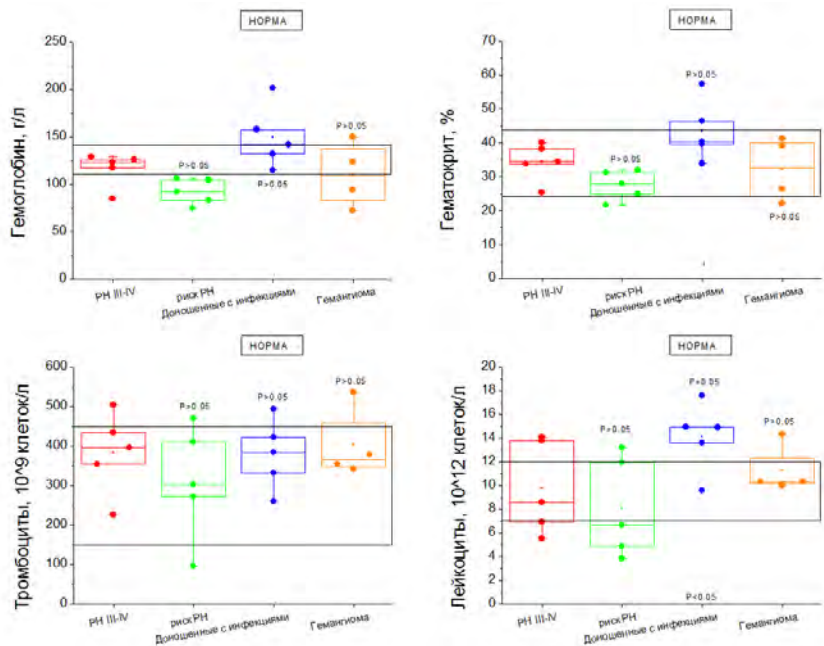 НОРМА
250
200
150
100
50
0
Гемоглобин, г/л
P>0.05
P>0.05
P>0.05
РН III-IV
риск РН
Доношенные с инфекциями
Гемангиома
НОРМА
70
60
50
40
30
20
10
0
Гематокрит, %
P>0.05
P>0.05
P>0.05
РН III-IV
риск РН
Доношенные с инфекциями
Гемангиома
НОРМА
600
500
400
300
200
100
0
Тромбоциты, 10^9 клеток/л
P>0.05
P>0.05
P>0.05
РН III-IV
риск РН
Доношенные с инфекциями
Гемангиома
НОРМА
20
18
16
14
12
10
8
6
4
2
0
Лейкоциты, 10^12 клеток/л
P>0.05
P>0.05
P>0.05
P<0.05
РН III-IV
риск РН
Доношенные с инфекциями
Гемангиома